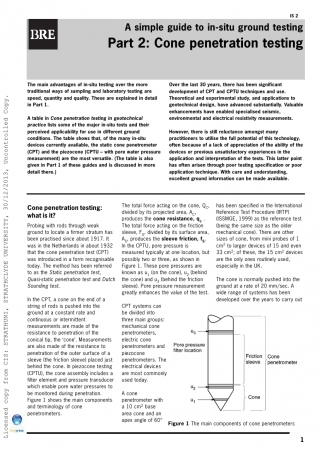 IS 2
BRE
A simple guide to in-situ ground testing
Part 2: Cone penetration testing
The main advantages of in-situ testing over the more
traditional ways of sampling and laboratory testing are
speed, quantity and quality. These are explained in detail
in Part 1.
A table in Cone penetration testing in geotechnical
practice lists some of the major in-situ tests and their
perceived applicability for use in different ground
conditions. The table shows that, of the many in-situ
devices currently available, the static cone penetrometer
(CPT) and the piezocone (CPTU – with pore water pressure
measurement) are the most versatile. (The table is also
given in Part 1 of these guides and is discussed in more
detail there.)
Over the last 30 years, there has been significant
development of CPT and CPTU techniques and use.
Theoretical and experimental study, and applications to
geotechnical design, have advanced substantially. Valuable
enhancements have enabled specialised seismic,
environmental and electrical resistivity measurements.
However, there is still reluctance amongst many
practitioners to utilise the full potential of this technology,
often because of a lack of appreciation of the ability of the
devices or previous unsatisfactory experiences in the
application and interpretation of the tests. This latter point
has often arisen through poor testing specification or poor
application technique. With care and understanding,
excellent ground information can be made available.
Cone penetration testing:
what is it?
Probing with rods through weak
ground to locate a firmer stratum has
been practised since about 1917. It
was in the Netherlands in about 1932
that the cone penetration test (CPT)
was introduced in a form recognisable
today. The method has been referred
to as the Static penetration test,
Quasi-static penetration test and Dutch
Sounding test.
In the CPT, a cone on the end of a
string of rods is pushed into the
ground at a constant rate and
continuous or intermittent
measurements are made of the
resistance to penetration of the
conical tip, the 'cone'. Measurements
are also made of the resistance to
penetration of the outer surface of a
sleeve (the friction sleeve) placed just
behind the cone. In piezocone testing
(CPTU), the cone assembly includes a
filter element and pressure transducer
which enable pore water pressures to
be monitored during penetration.
Figure 1 shows the main components
and terminology of cone
penetrometers.
The total force acting on the cone, Qc,
divided by its projected area, Ac,
produces the cone resistance, qc.
The total force acting on the friction
sleeve, Fs, divided by its surface area,
As, produces the sleeve friction, fs.
In the CPTU, pore pressure is
measured typically at one location, but
possibly two or three, as shown in
Figure 1. These pore pressures are
known as u1 (on the cone), u2 (behind
the cone) and u3 (behind the friction
sleeve). Pore pressure measurement
greatly enhances the value of the test.
CPT systems can
be divided into
three main groups:
mechanical cone
penetrometers,
electric cone
penetrometers and
piezocone
penetrometers. The
electrical devices
are most commonly
used today.
A cone
penetrometer with
a 10 cm² base
area cone and an
apex angle of 60°
has been specified in the International
Reference Test Procedure (IRTP)
(ISSMGE, 1999) as the reference test
(being the same size as the older
mechanical cone). There are other
sizes of cone, from mini probes of 1
cm² to larger devices of 15 and even
33 cm²; of these, the 15 cm² devices
are the only ones routinely used,
especially in the UK.
The cone is normally pushed into the
ground at a rate of 20 mm/sec. A
wide range of systems has been
developed over the years to carry out
Pore pressure
filter location
u3
u2
u1
Friction
sleeve
Cone
penetrometer
Cone
Figure 1 The main components of cone penetrometers
1
Licensed copy from CIS: STRATHUNI, STRATHCLYDE UNIVERSITY, 30/12/2013, Uncontrolled Copy.